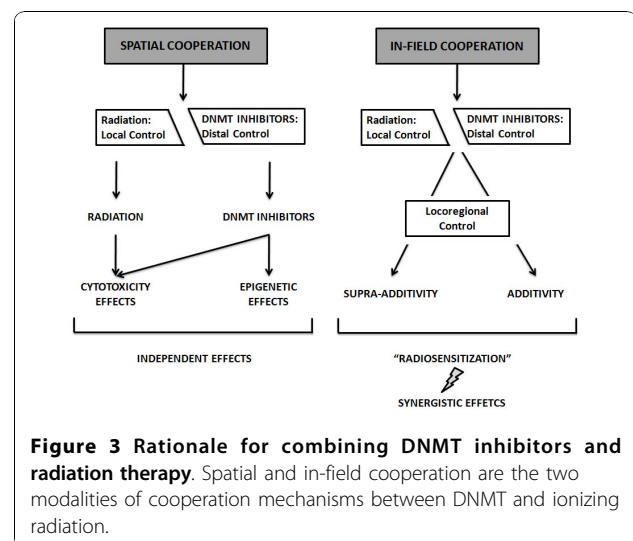 SPATIAL COOPERATION
Radiation:
Local Control
DNMT INHIBITORS:
Distal Control
RADIATION
DNMT INHIBITORS
CYTOTOXICITY
EFFECTS
EPIGENETIC
EFFECTS
INDEPENDENT EFFECTS
IN-FIELD COOPERATION
Radiation:
Local Control
DNMT INHIBITORS:
Distal Control
Locoregional
Control
SUPRA-ADDITIVITY
ADDITIVITY
“RADIOSENSITIZATION”
SYNERGISTIC EFFETCS
Figure 3 Rationale for combining DNMT inhibitors and
radiation therapy. Spatial and in-field cooperation are the two
modalities of cooperation mechanisms between DNMT and ionizing
radiation.